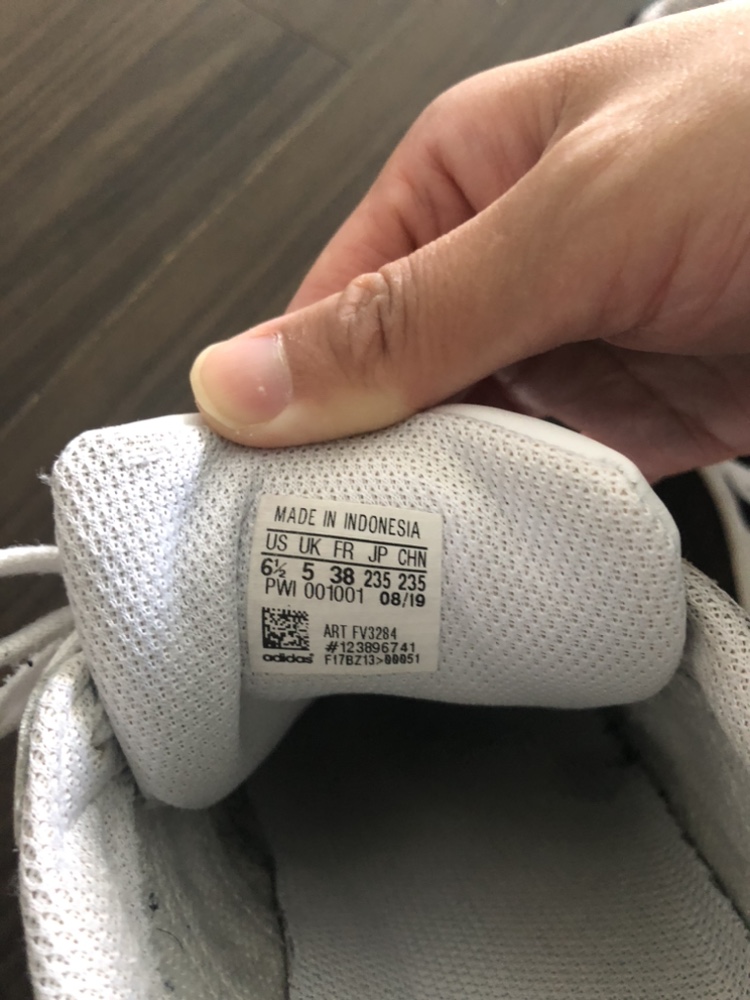 MADE IN INDONESIA
US UK FR JP CHN
6½ 5 38 235 235
PWI 001001 08/19
ART FV3284
#123896741
adidas F17BZ13>00051